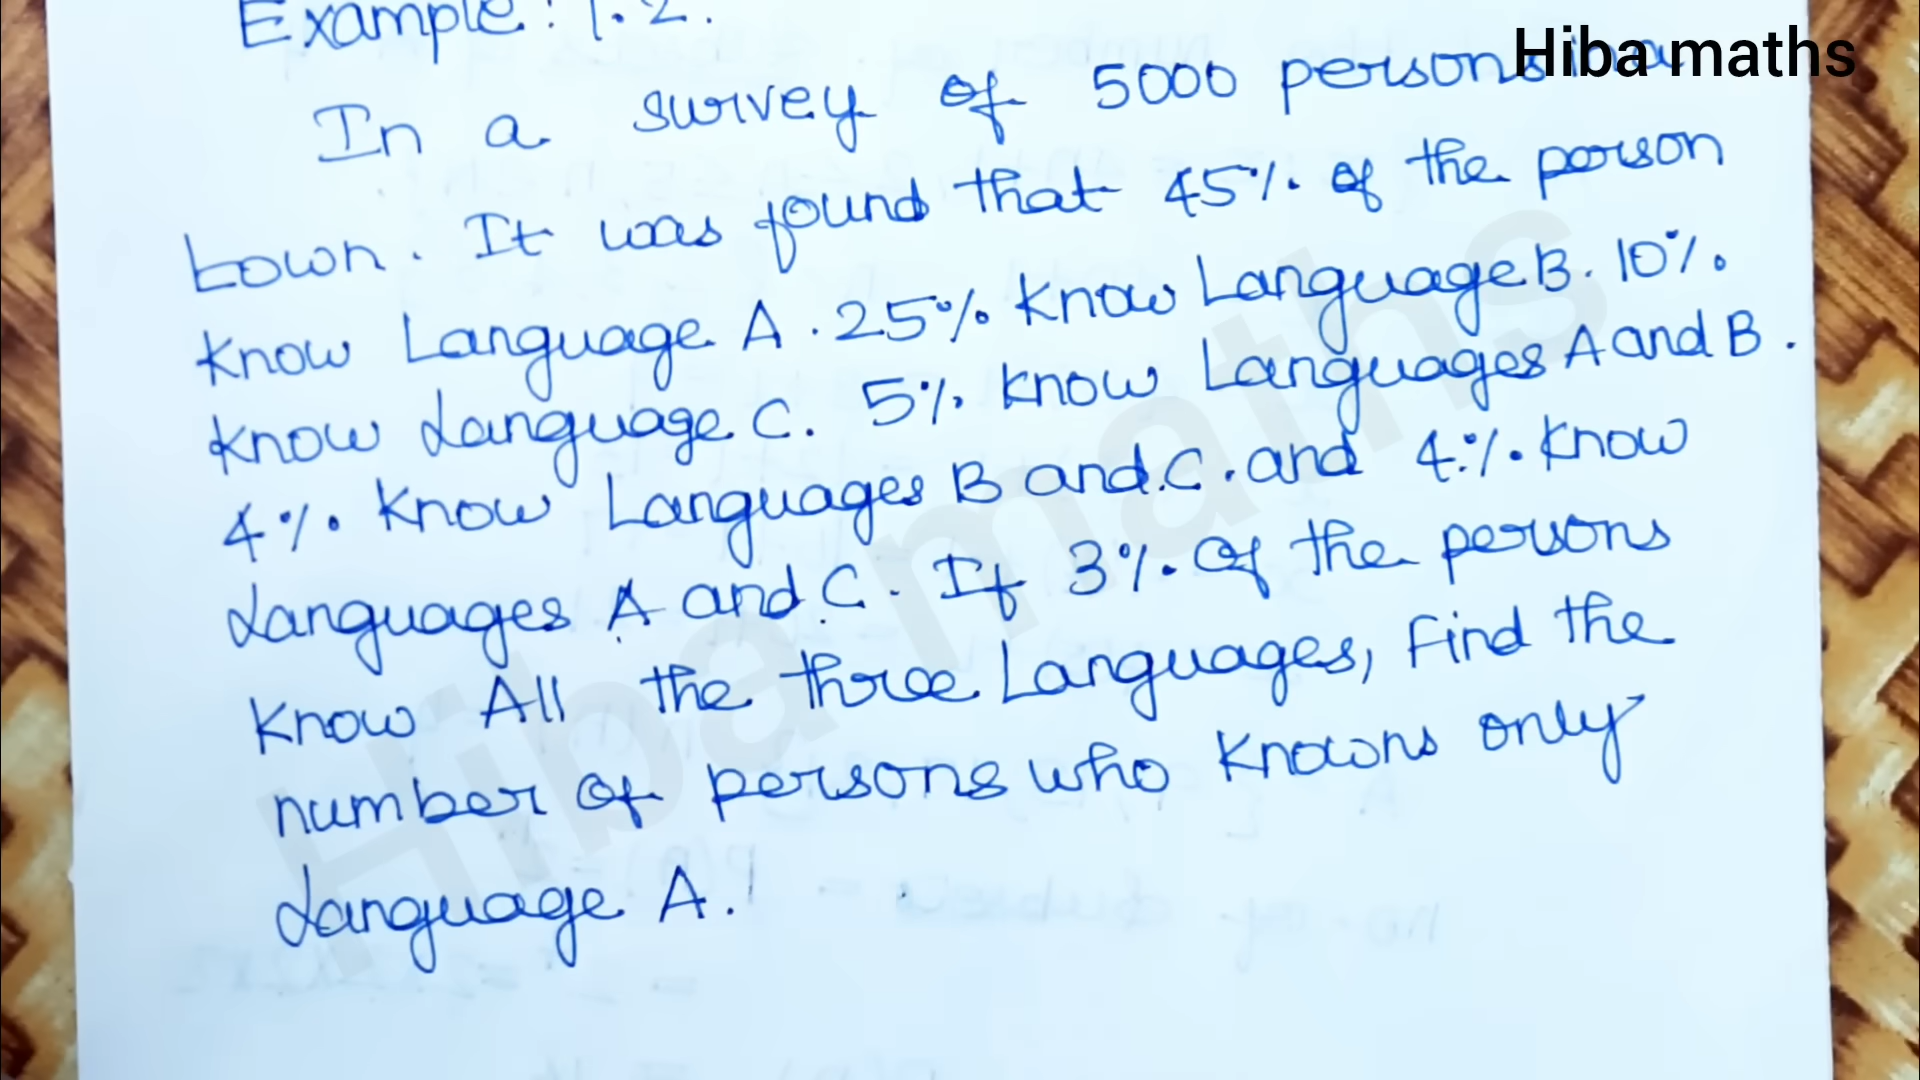 Example: 1.2.
Hiba maths
In a survey of 5000 persons in a
town. It was found that 45%. of the person
know Language A. 25%. know Language B. 10%.
know Language C. 5%. know Languages A and B.
4%. know Languages B and C. and 4%. know
Languages A and C. If 3%. of the persons
know All the three Languages, find the
number of persons who knowns only
Language A.
Hiba maths